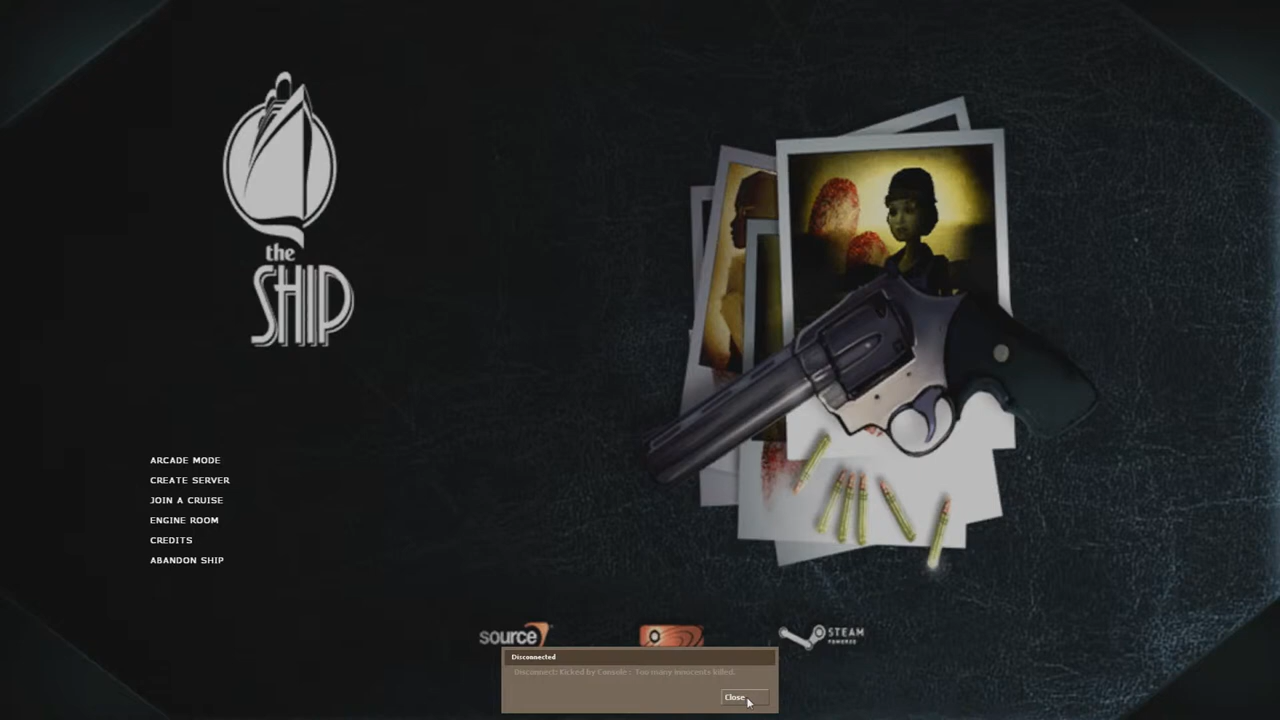 the
SHIP
ARCADE MODE
CREATE SERVER
JOIN A CRUISE
ENGINE ROOM
CREDITS
ABANDON SHIP
source
STEAM
POWERED
Disconnected
Disconnect: Kicked by Console : Too many innocents killed.
Close